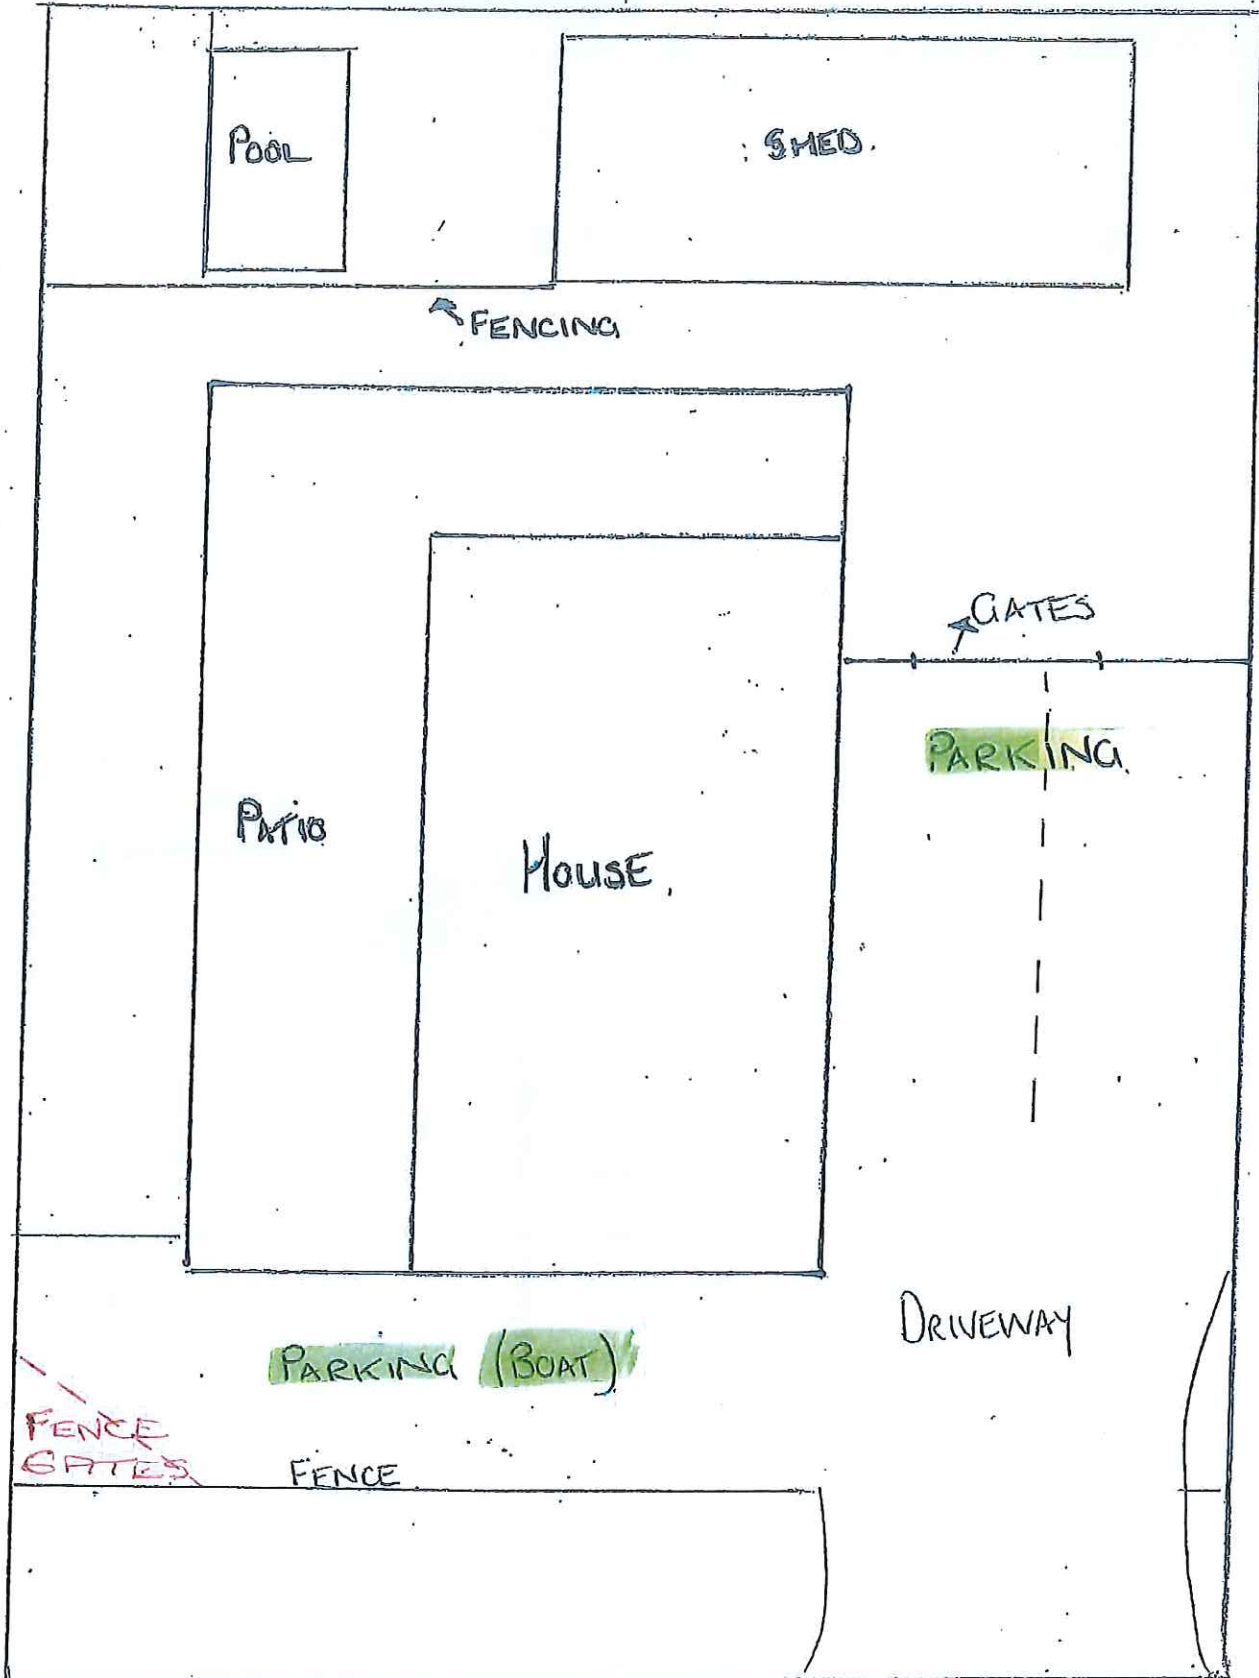 POOL
SHED.
FENCING
GATES
PARKING
PATIO
HOUSE
DRIVEWAY
PARKING (BOAT)
FENCE
GATES
FENCE